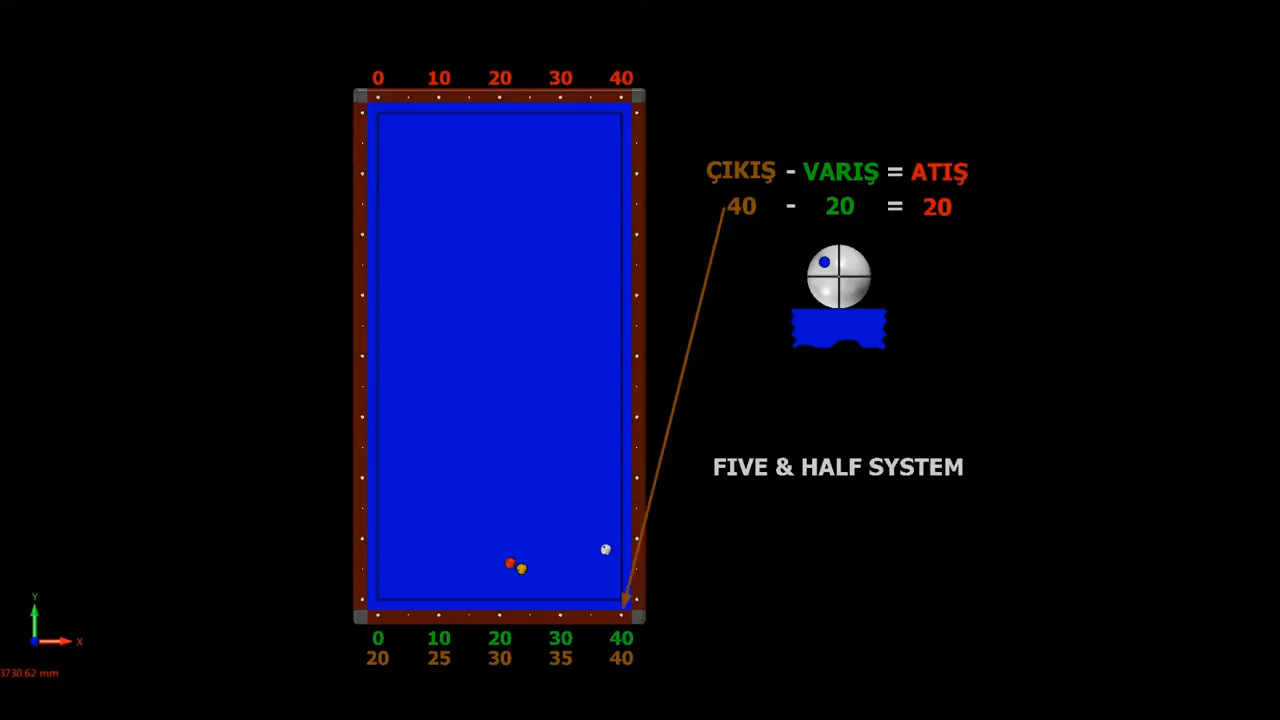 0 10 20 30 40
ÇIKIŞ - VARIŞ = ATIŞ
40 - 20 = 20
FIVE & HALF SYSTEM
Y
X
3730.62 mm
0 10 20 30 40
20 25 30 35 40